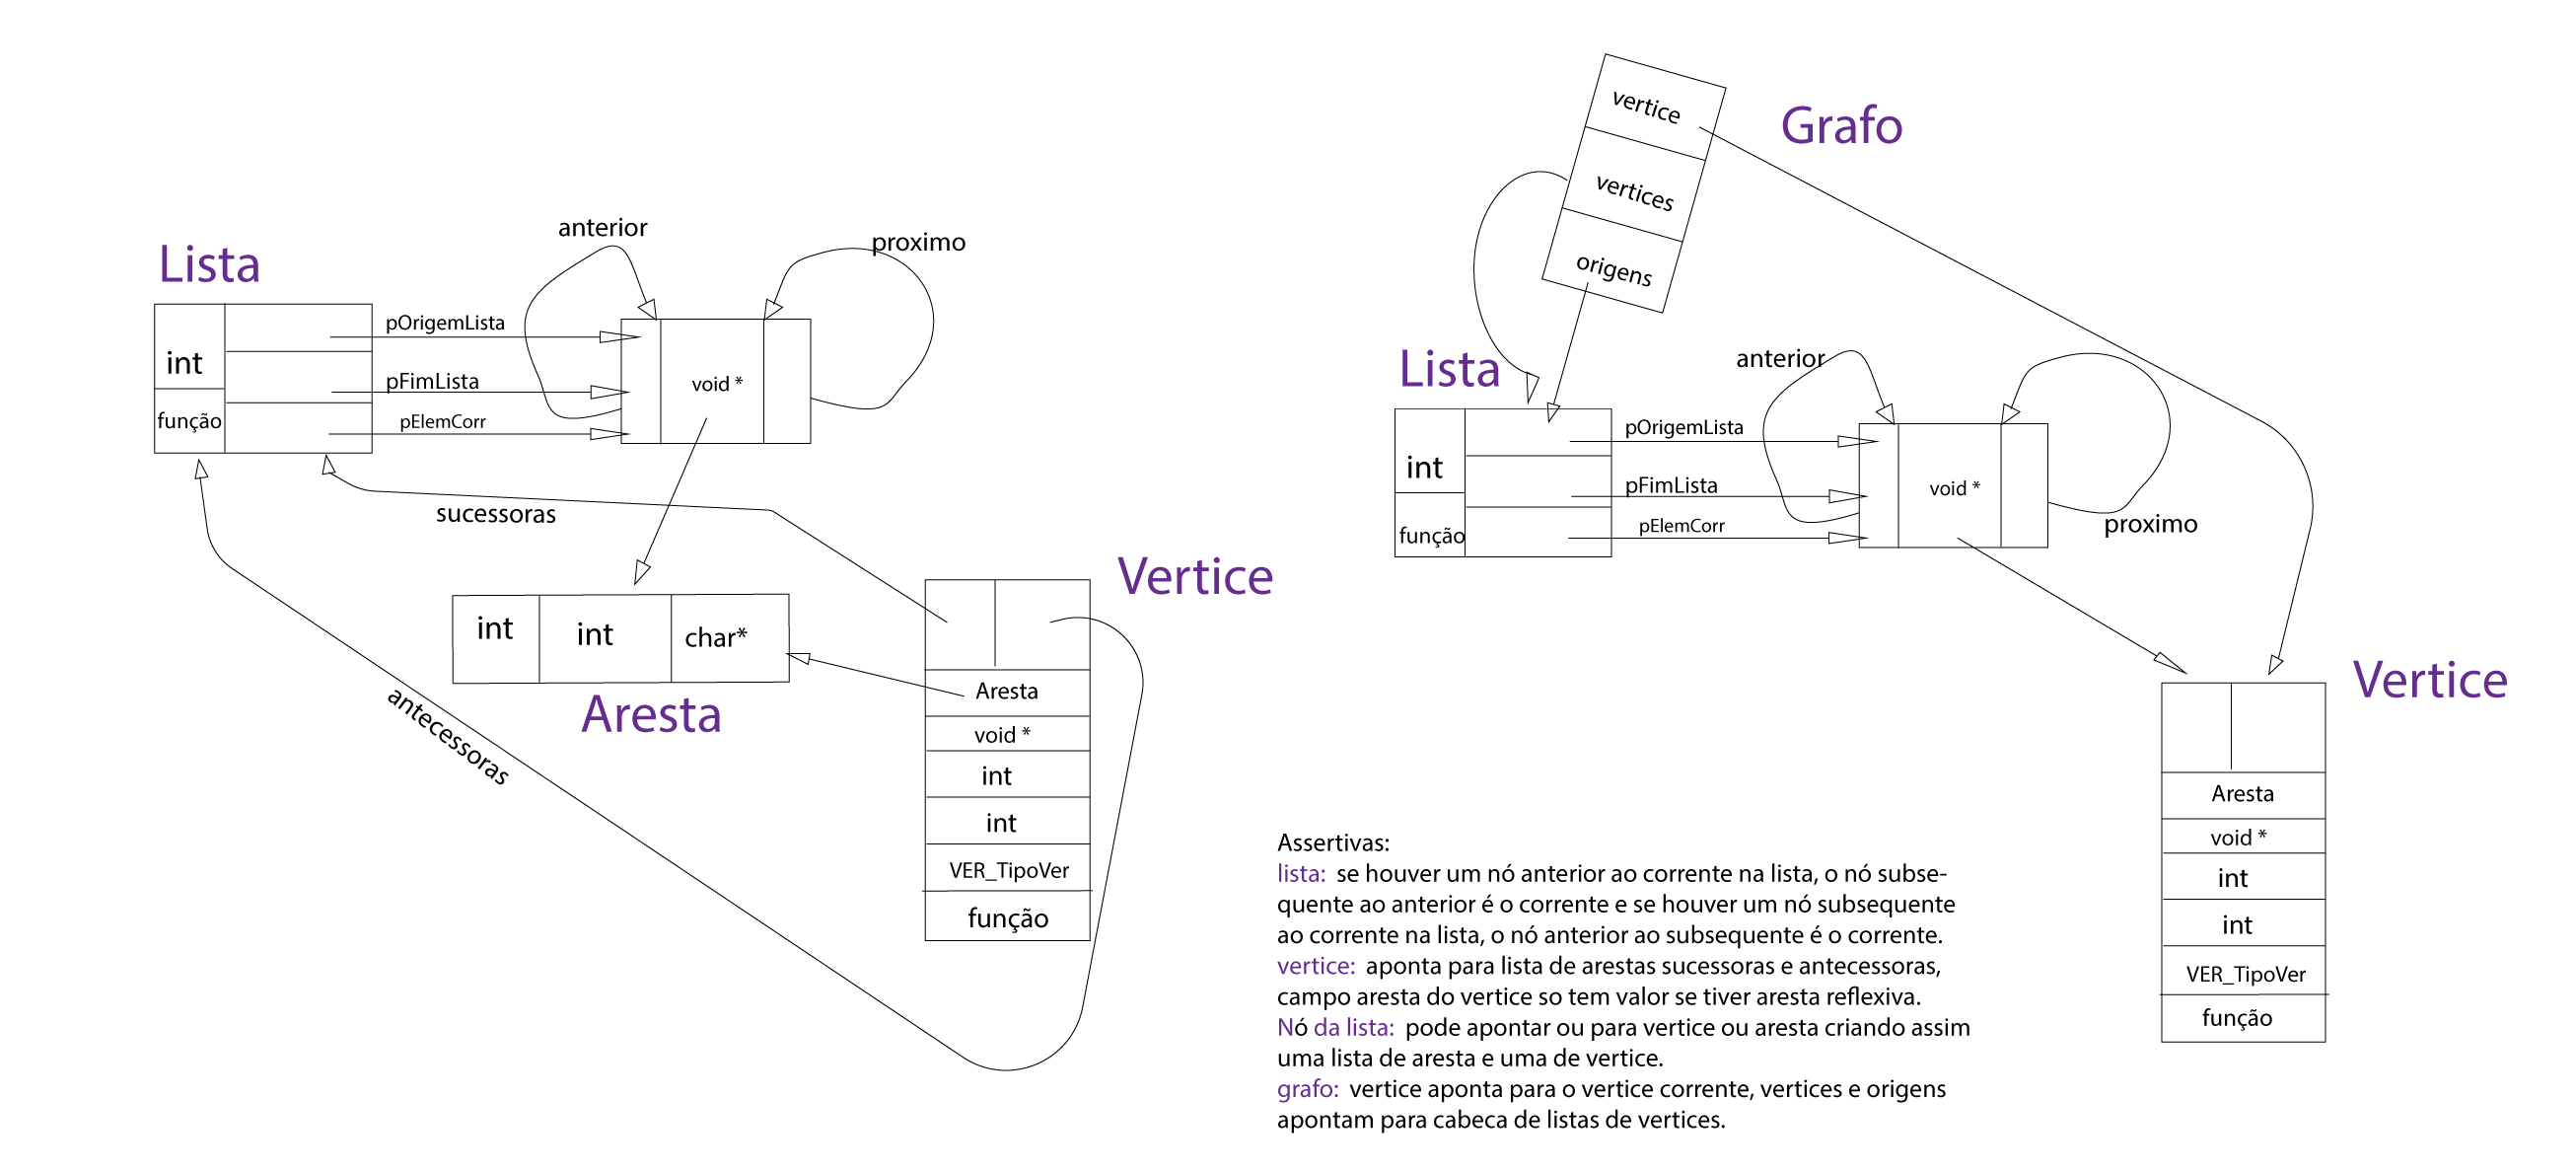 Lista
int
função
pOrigemLista
pFimLista
pElemCorr
anterior
proximo
void *
sucessoras
antecessoras
int
int
char*
Aresta
Vertice
Aresta
void *
int
int
VER_TipoVer
função
Grafo
vertice
vertices
origens
Lista
int
função
pOrigemLista
pFimLista
pElemCorr
anterior
proximo
void *
Vertice
Aresta
void *
int
int
VER_TipoVer
função
Assertivas:
lista: se houver um nó anterior ao corrente na lista, o nó subse-
quente ao anterior é o corrente e se houver um nó subsequente
ao corrente na lista, o nó anterior ao subsequente é o corrente.
vertice: aponta para lista de arestas sucessoras e antecessoras,
campo aresta do vertice so tem valor se tiver aresta reflexiva.
Nó da lista: pode apontar ou para vertice ou aresta criando assim
uma lista de aresta e uma de vertice.
grafo: vertice aponta para o vertice corrente, vertices e origens
apontam para cabeca de listas de vertices.